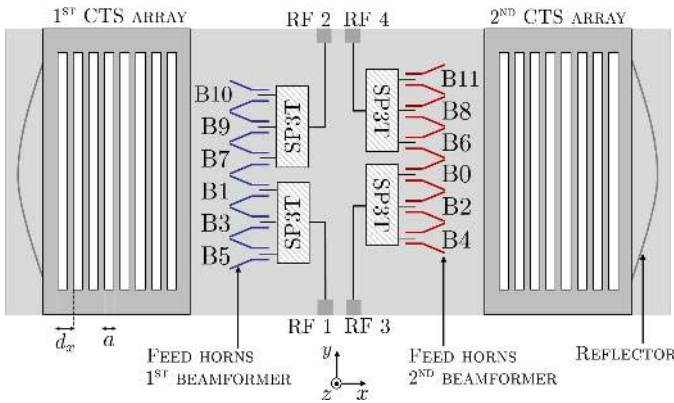 1ST CTS ARRAY
RF 2
RF 4
2ND CTS ARRAY
B10
B9
B7
B1
B3
B5
SP3T
SP3T
SP3T
SP3T
B11
B8
B6
B0
B2
B4
dx
a
RF 1
RF 3
FEED HORNS
1ST BEAMFORMER
y
z
x
FEED HORNS
2ND BEAMFORMER
REFLECTOR